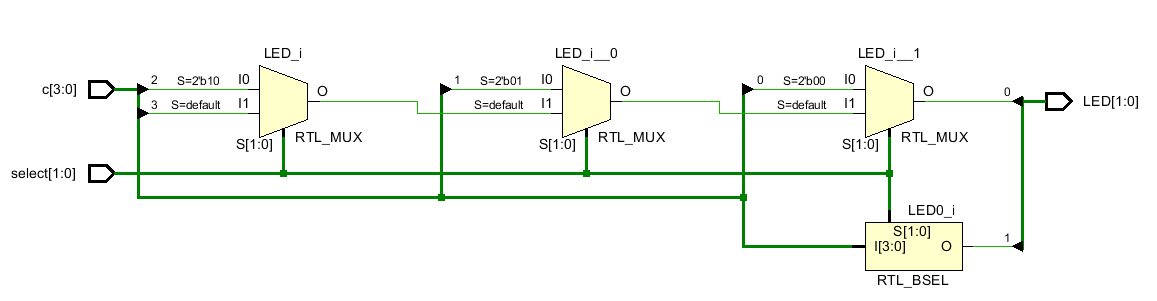 LED_i
LED_i__0
LED_i__1
c[3:0]
2
S=2'b10
I0
3
S=default
I1
O
S[1:0]
RTL_MUX
1
S=2'b01
I0
S=default
I1
O
S[1:0]
RTL_MUX
0
S=2'b00
I0
S=default
I1
O
S[1:0]
RTL_MUX
0
LED[1:0]
select[1:0]
LED0_i
S[1:0]
I[3:0]
O
1
RTL_BSEL